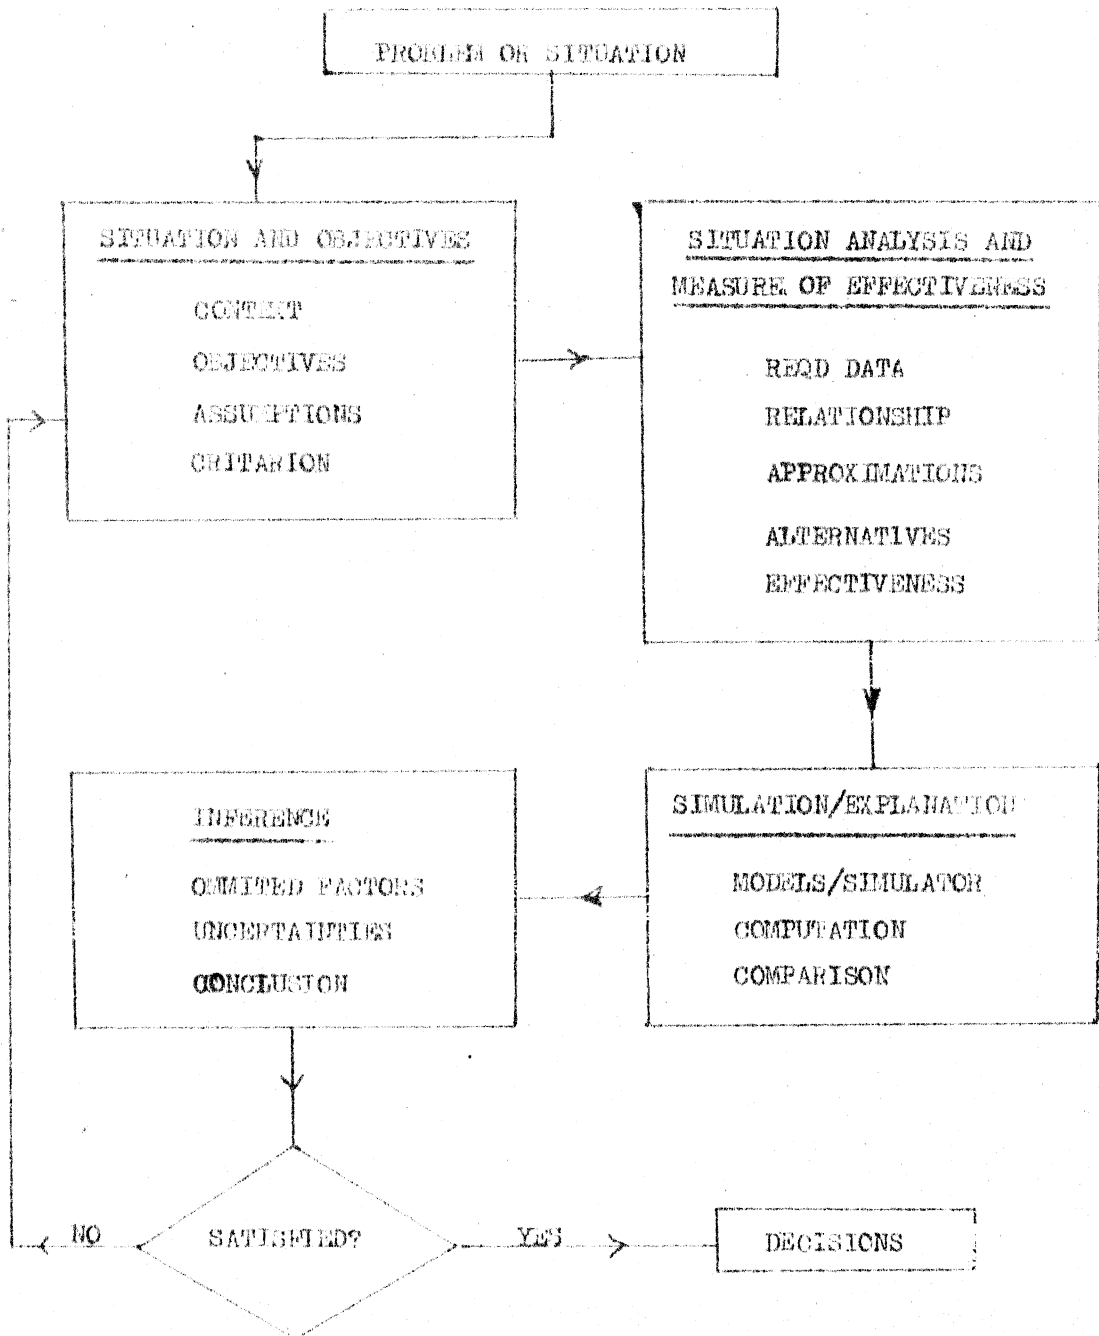 PROBLEM OR SITUATION
SITUATION AND OBJECTIVES
CONTEXT
OBJECTIVES
ASSUMPTIONS
CRITARION
SITUATION ANALYSIS AND
MEASURE OF EFFECTIVENESS
REQD DATA
RELATIONSHIP
APPROXIMATIONS
ALTERNATIVES
EFFECTIVENESS
SIMULATION/EXPLANATION
MODELS/SIMULATOR
COMPUTATION
COMPARISON
INFERENCE
OMMITED FACTORS
UNCERTAINTIES
CONCLUSION
SATISFIED?
NO
YES
DECISIONS